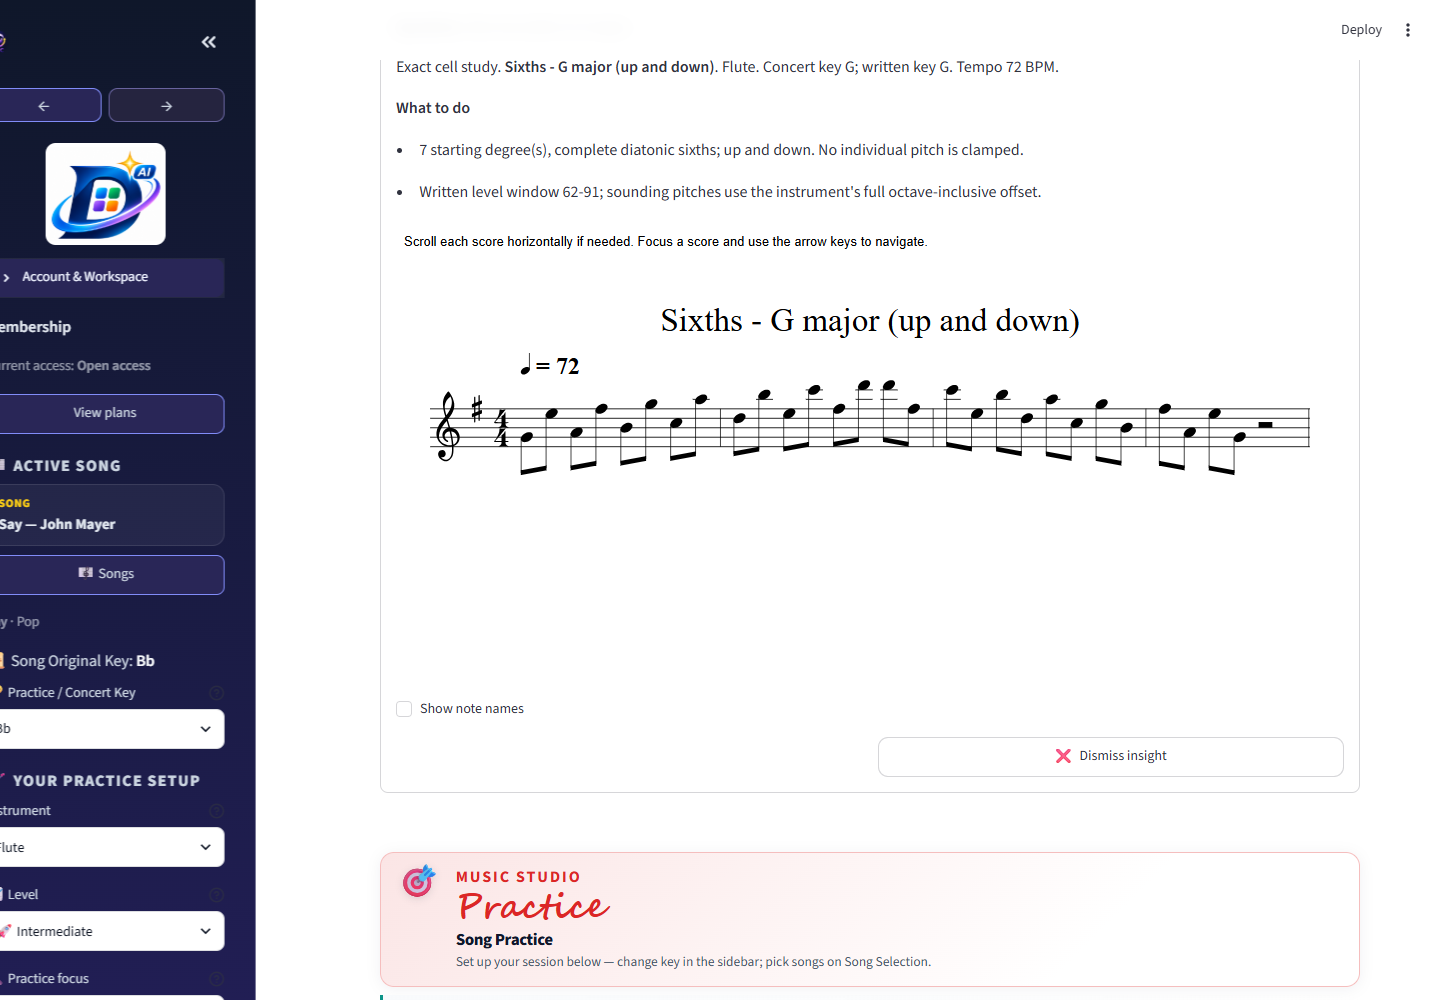 Deploy
AI
Account & Workspace
embership
rrent access: Open access
View plans
ACTIVE SONG
SONG
Say — John Mayer
Songs
y · Pop
Song Original Key: Bb
Practice / Concert Key
Bb
YOUR PRACTICE SETUP
strument
Flute
Level
Intermediate
Practice focus
Exact cell study. Sixths - G major (up and down). Flute. Concert key G; written key G. Tempo 72 BPM.
What to do
7 starting degree(s), complete diatonic sixths; up and down. No individual pitch is clamped.
Written level window 62-91; sounding pitches use the instrument's full octave-inclusive offset.
Scroll each score horizontally if needed. Focus a score and use the arrow keys to navigate.
Sixths - G major (up and down)
= 72
4
4
Show note names
Dismiss insight
MUSIC STUDIO
Practice
Song Practice
Set up your session below — change key in the sidebar; pick songs on Song Selection.